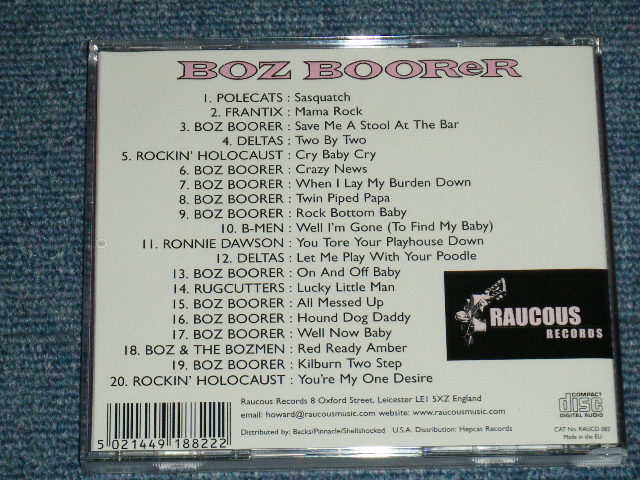 BOZ BOOReR
1. POLECATS : Sasquatch
2. FRANTIX : Mama Rock
3. BOZ BOORER : Save Me A Stool At The Bar
4. DELTAS : Two By Two
5. ROCKIN' HOLOCAUST : Cry Baby Cry
6. BOZ BOORER : Crazy News
7. BOZ BOORER : When I Lay My Burden Down
8. BOZ BOORER : Twin Piped Papa
9. BOZ BOORER : Rock Bottom Baby
10. B-MEN : Well I'm Gone (To Find My Baby)
11. RONNIE DAWSON : You Tore Your Playhouse Down
12. DELTAS : Let Me Play With Your Poodle
13. BOZ BOORER : On And Off Baby
14. RUGCUTTERS : Lucky Little Man
15. BOZ BOORER : All Messed Up
16. BOZ BOORER : Hound Dog Daddy
17. BOZ BOORER : Well Now Baby
18. BOZ & THE BOZMEN : Red Ready Amber
19. BOZ BOORER : Kilburn Two Step
20. ROCKIN' HOLOCAUST : You're My One Desire
RAUCOUS
RECORDS
Raucous Records 8 Oxford Street, Leicester LE1 5XZ England
email: howard@raucousmusic.com website: www.raucousmusic.com
Distributed by: Backs/Pinnacle/Shellshocked U.S.A. Distribution: Hepcat Records
5 021449 188222
COMPACT
disc
DIGITAL AUDIO
CAT No. RAUCD 082
Made in the EU